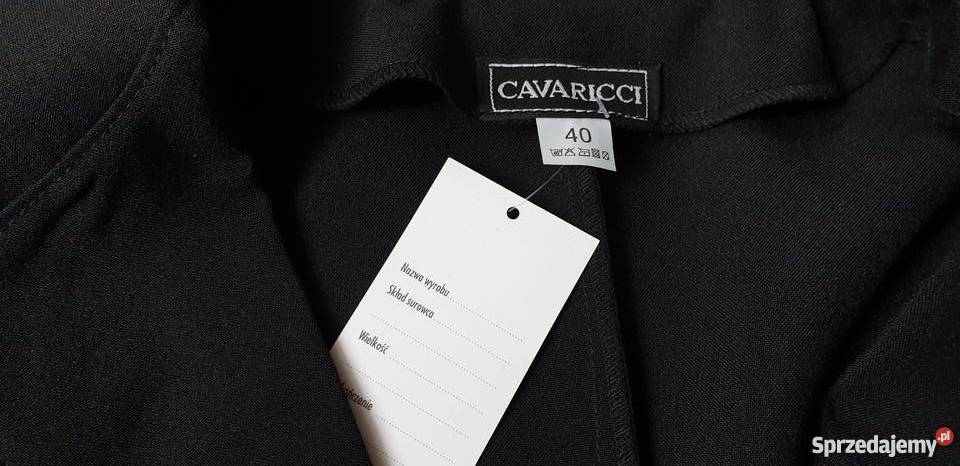 CAVARICCI
40
Nazwa wyrobu
Skład surowca
Wielkość
Sprzedajemy.pl